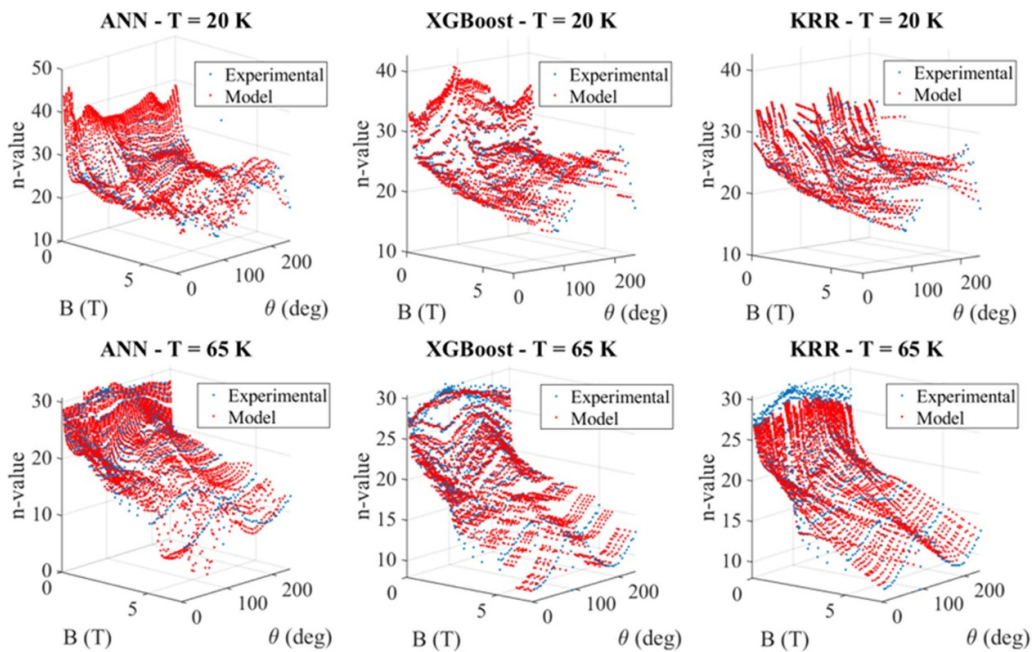 ANN - T = 20 K
XGBoost - T = 20 K
KRR - T = 20 K
50
40
30
20
10
n-value
0
5
B (T)
0
100
200
θ (deg)
Experimental
Model
40
30
20
10
n-value
0
5
B (T)
0
100
200
θ (deg)
Experimental
Model
40
30
20
10
n-value
0
5
B (T)
0
100
200
θ (deg)
Experimental
Model
ANN - T = 65 K
XGBoost - T = 65 K
KRR - T = 65 K
30
20
10
0
n-value
0
5
B (T)
0
100
200
θ (deg)
Experimental
Model
30
25
20
15
10
n-value
0
5
B (T)
0
100
200
θ (deg)
Experimental
Model
30
25
20
15
10
n-value
0
5
B (T)
0
100
200
θ (deg)
Experimental
Model